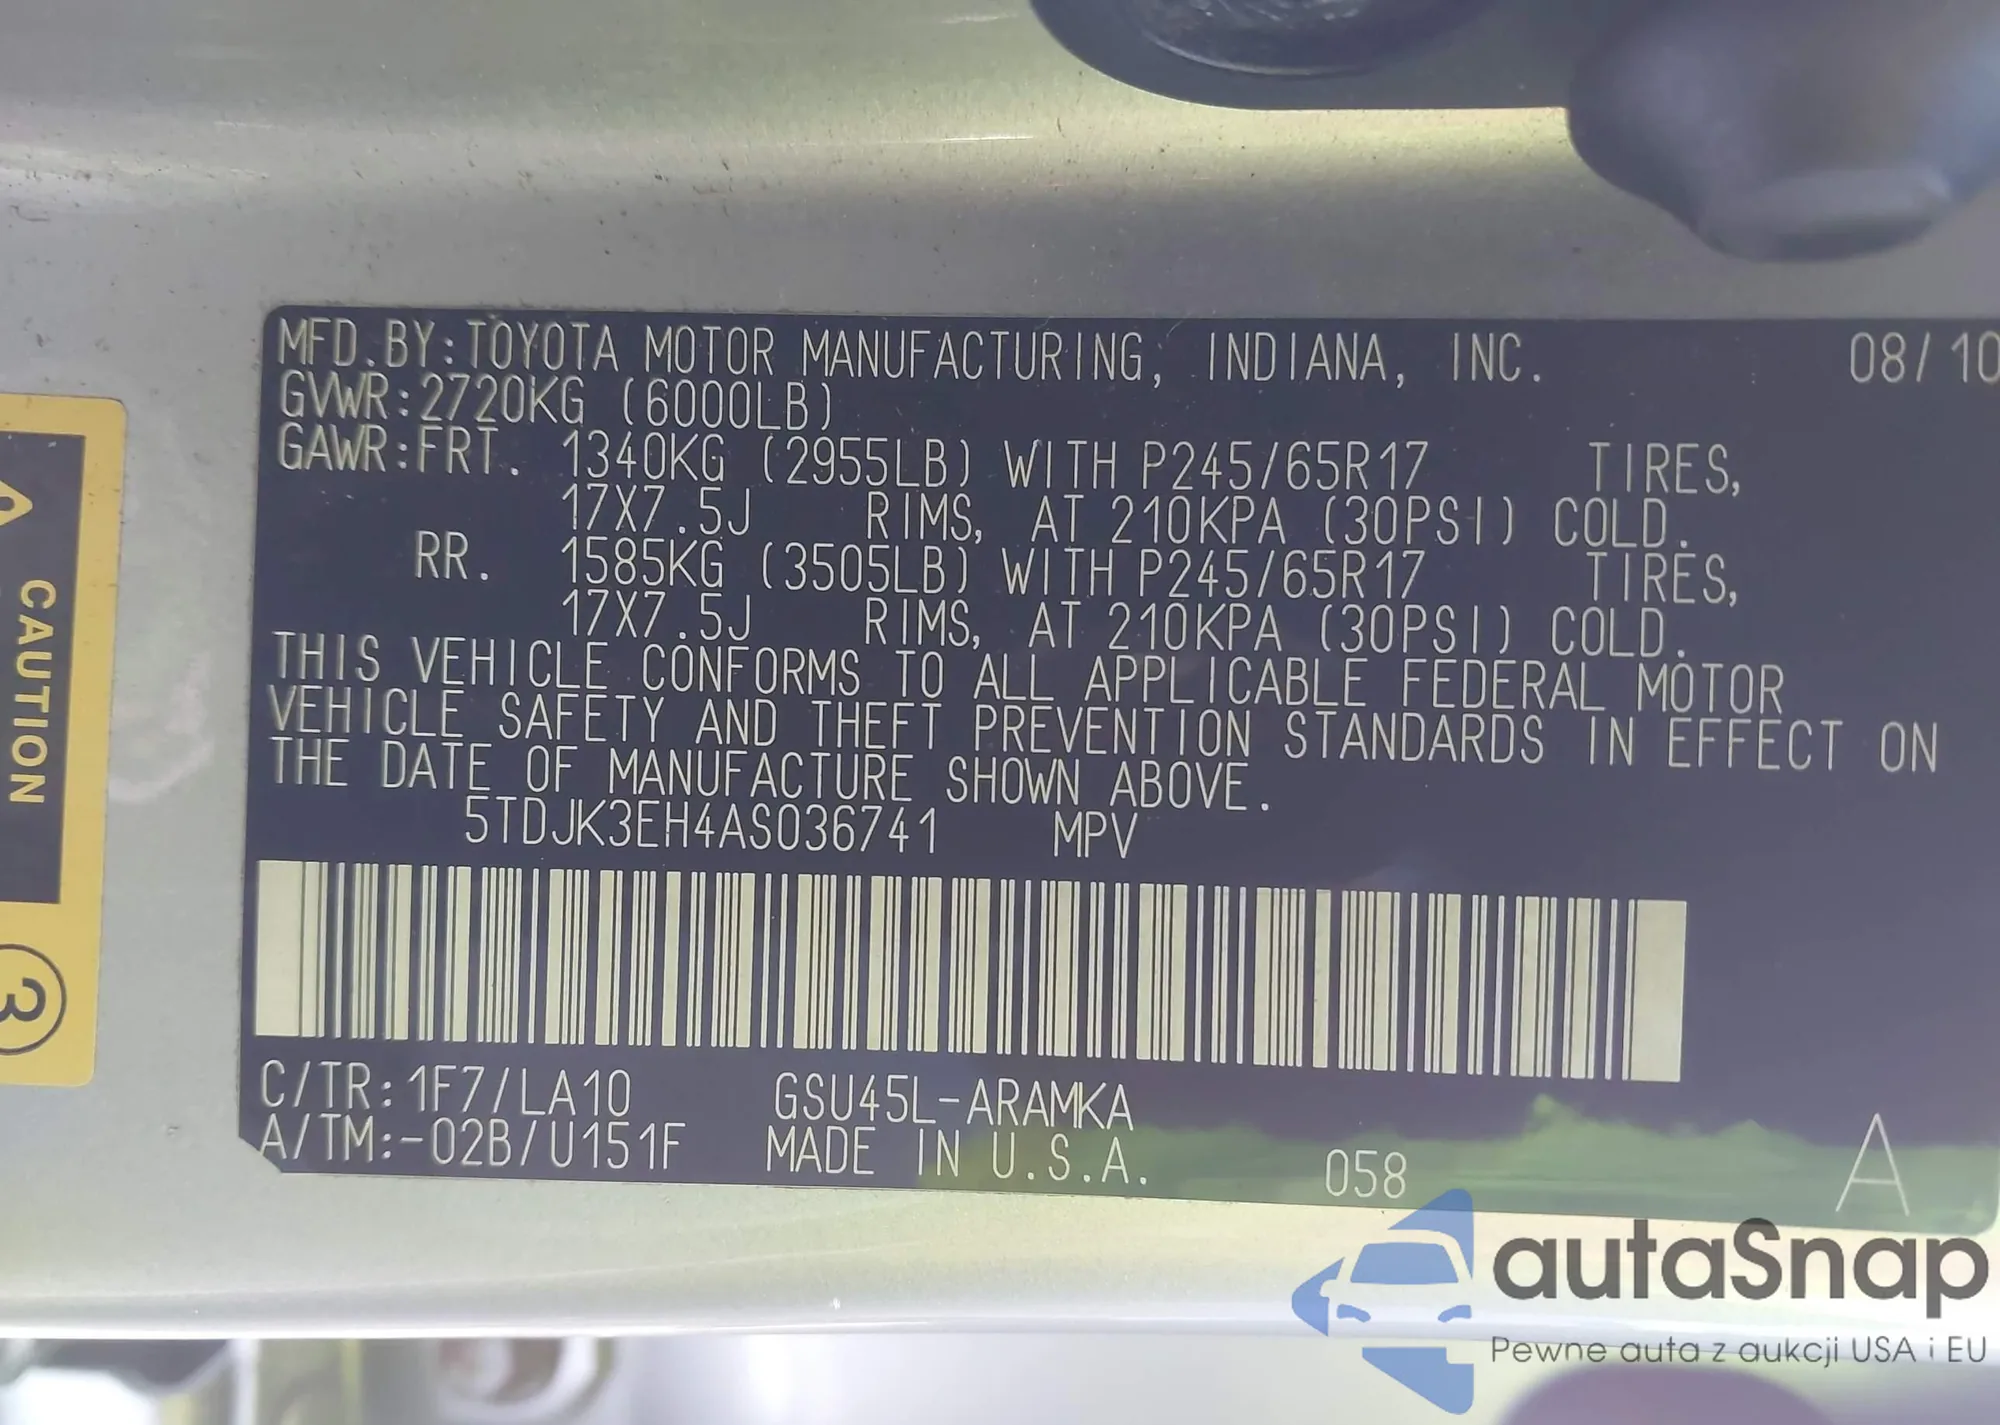 MFD.BY:TOYOTA MOTOR MANUFACTURING, INDIANA, INC. 08/10
GVWR:2720KG (6000LB)
GAWR:FRT. 1340KG (2955LB) WITH P245/65R17 TIRES,
17X7.5J RIMS, AT 210KPA (30PSI) COLD.
RR. 1585KG (3505LB) WITH P245/65R17 TIRES,
17X7.5J RIMS, AT 210KPA (30PSI) COLD.
THIS VEHICLE CONFORMS TO ALL APPLICABLE FEDERAL MOTOR
VEHICLE SAFETY AND THEFT PREVENTION STANDARDS IN EFFECT ON
THE DATE OF MANUFACTURE SHOWN ABOVE.
5TDJK3EH4AS036741 MPV
C/TR:1F7/LA10 GSU45L-ARAMKA
A/TM:-02B/U151F MADE IN U.S.A. 058 A
CAUTION
3
autaSnap
Pewne auta z aukcji USA i EU